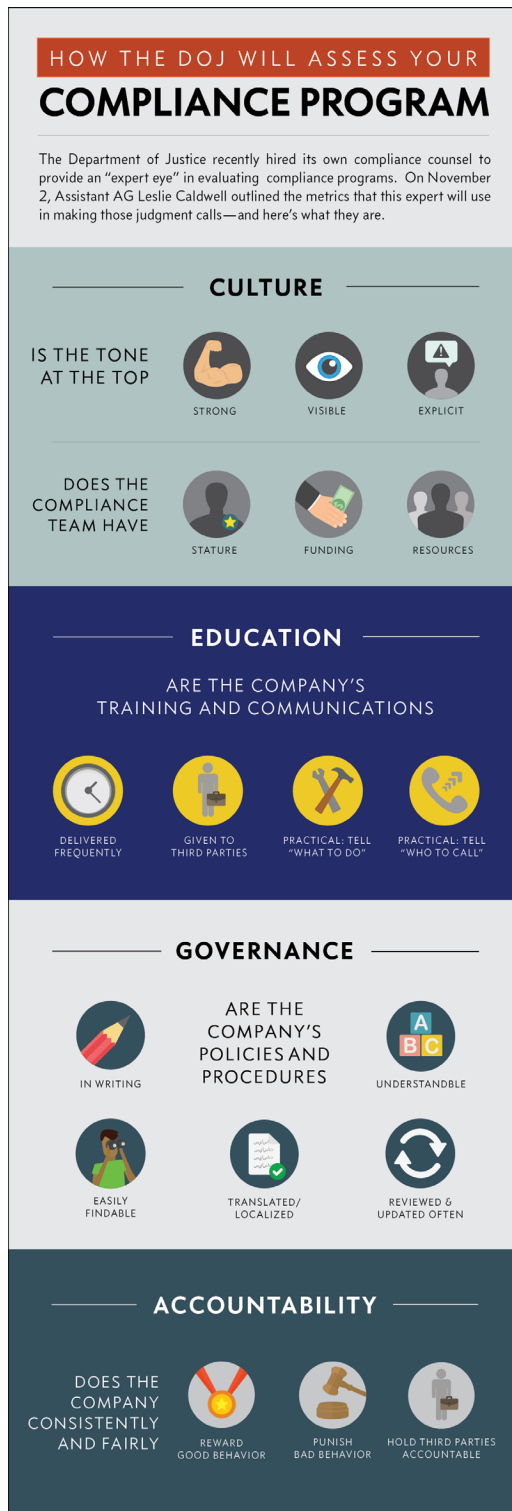 HOW THE DOJ WILL ASSESS YOUR
COMPLIANCE PROGRAM
The Department of Justice recently hired its own compliance counsel to
provide an “expert eye” in evaluating compliance programs. On November
2, Assistant AG Leslie Caldwell outlined the metrics that this expert will use
in making those judgment calls—and here’s what they are.
CULTURE
IS THE TONE
AT THE TOP
STRONG
VISIBLE
EXPLICIT
DOES THE
COMPLIANCE
TEAM HAVE
STATURE
FUNDING
RESOURCES
EDUCATION
ARE THE COMPANY’S
TRAINING AND COMMUNICATIONS
DELIVERED
FREQUENTLY
GIVEN TO
THIRD PARTIES
PRACTICAL: TELL
“WHAT TO DO”
PRACTICAL: TELL
“WHO TO CALL”
GOVERNANCE
ARE THE
COMPANY’S
POLICIES AND
PROCEDURES
IN WRITING
A
B C
UNDERSTANDBLE
EASILY
FINDABLE
TRANSLATED/
LOCALIZED
REVIEWED &
UPDATED OFTEN
ACCOUNTABILITY
DOES THE
COMPANY
CONSISTENTLY
AND FAIRLY
REWARD
GOOD BEHAVIOR
PUNISH
BAD BEHAVIOR
HOLD THIRD PARTIES
ACCOUNTABLE